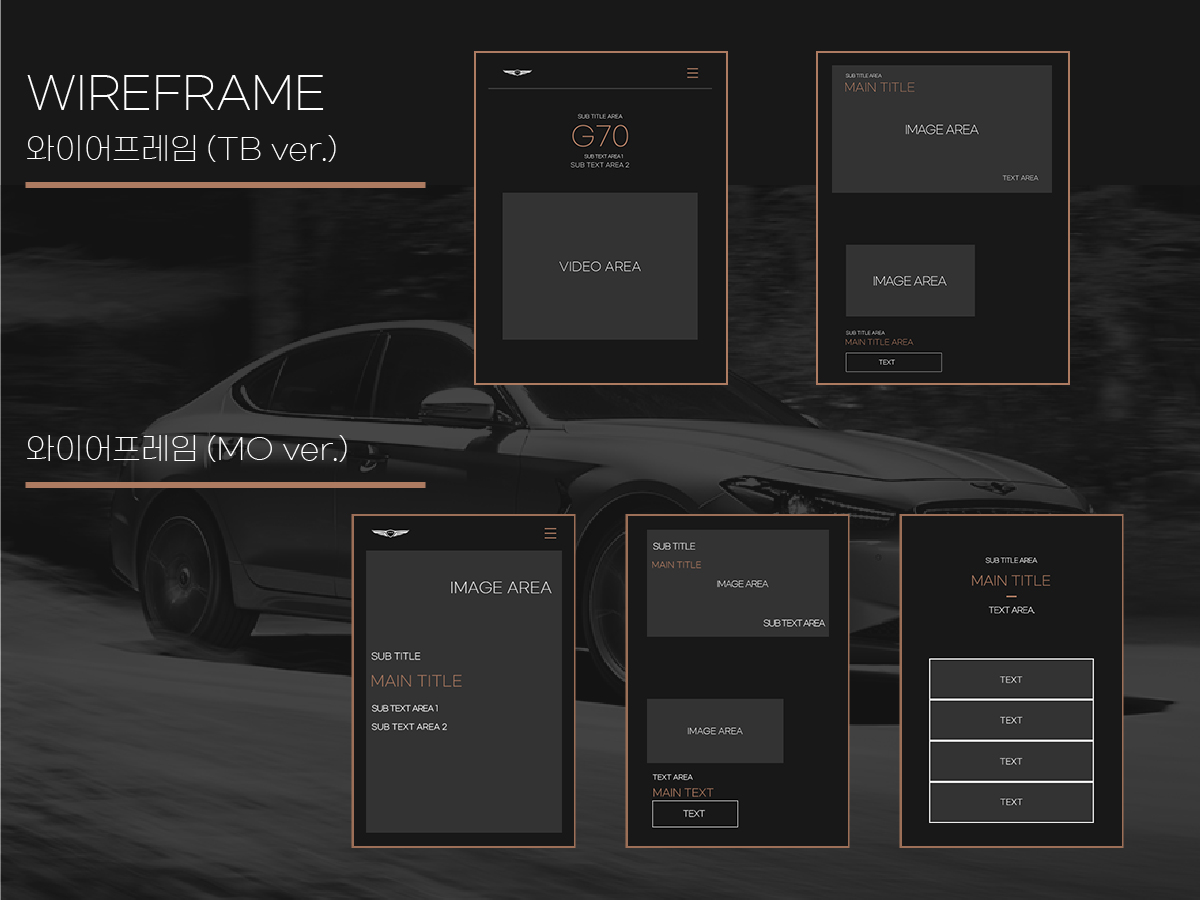 WIREFRAME
와이어프레임 (TB ver.)
SUB TITLE AREA
G70
SUB TEXT AREA 1
SUB TEXT AREA 2
VIDEO AREA
SUB TITLE AREA
MAIN TITLE
IMAGE AREA
TEXT AREA
IMAGE AREA
SUB TITLE AREA
MAIN TITLE AREA
TEXT
와이어프레임 (MO ver.)
IMAGE AREA
SUB TITLE
MAIN TITLE
SUB TEXT AREA 1
SUB TEXT AREA 2
SUB TITLE
MAIN TITLE
IMAGE AREA
SUB TEXT AREA
IMAGE AREA
TEXT AREA
MAIN TEXT
TEXT
SUB TITLE AREA
MAIN TITLE
TEXT AREA.
TEXT
TEXT
TEXT
TEXT